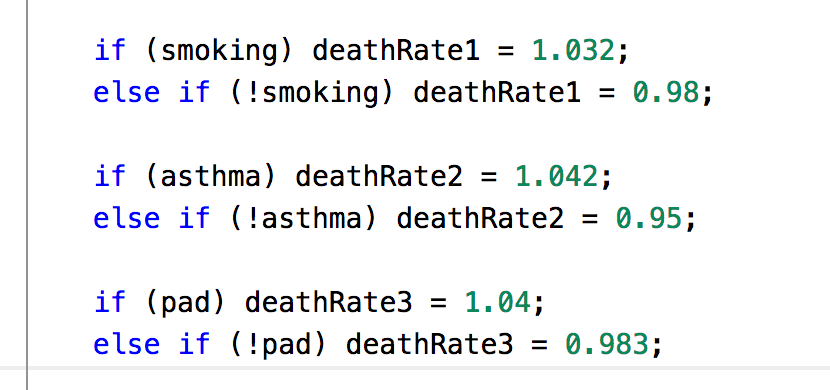 if (smoking) deathRate1 = 1.032;
else if (!smoking) deathRate1 = 0.98;
if (asthma) deathRate2 = 1.042;
else if (!asthma) deathRate2 = 0.95;
if (pad) deathRate3 = 1.04;
else if (!pad) deathRate3 = 0.983;